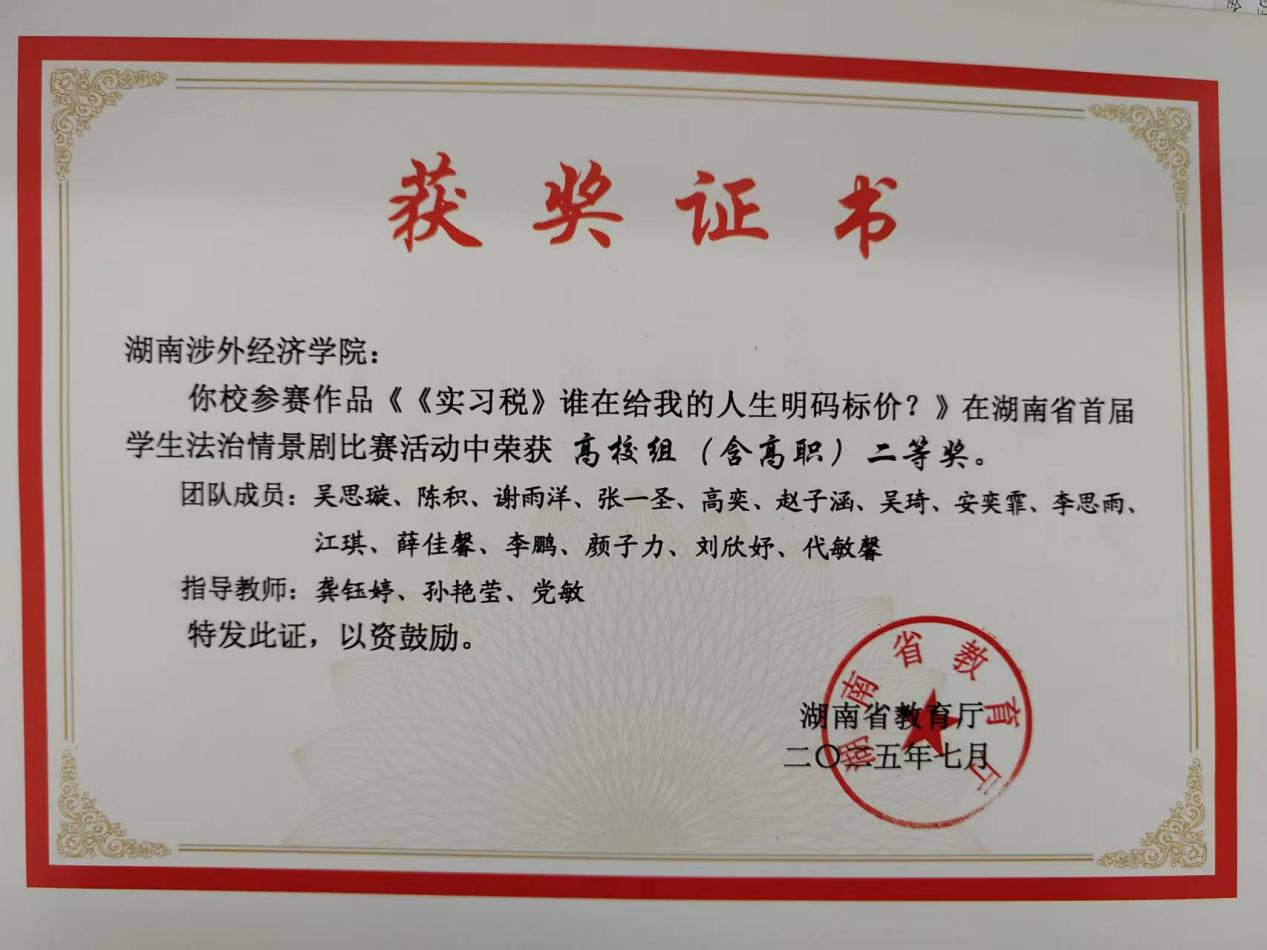 获奖证书
湖南涉外经济学院：
你校参赛作品《《实习税》谁在给我的人生明码标价？》在湖南省首届
学生法治情景剧比赛活动中荣获 高校组（含高职）二等奖。
团队成员：吴思璇、陈积、谢雨洋、张一圣、高奕、赵子涵、吴琦、安奕霏、李思雨、
江琪、薛佳馨、李鹏、颜子力、刘欣妤、代敏馨
指导教师：龚钰婷、孙艳莹、党敏
特发此证，以资鼓励。
湖南省教育厅
二〇二五年七月
湖南省教育厅